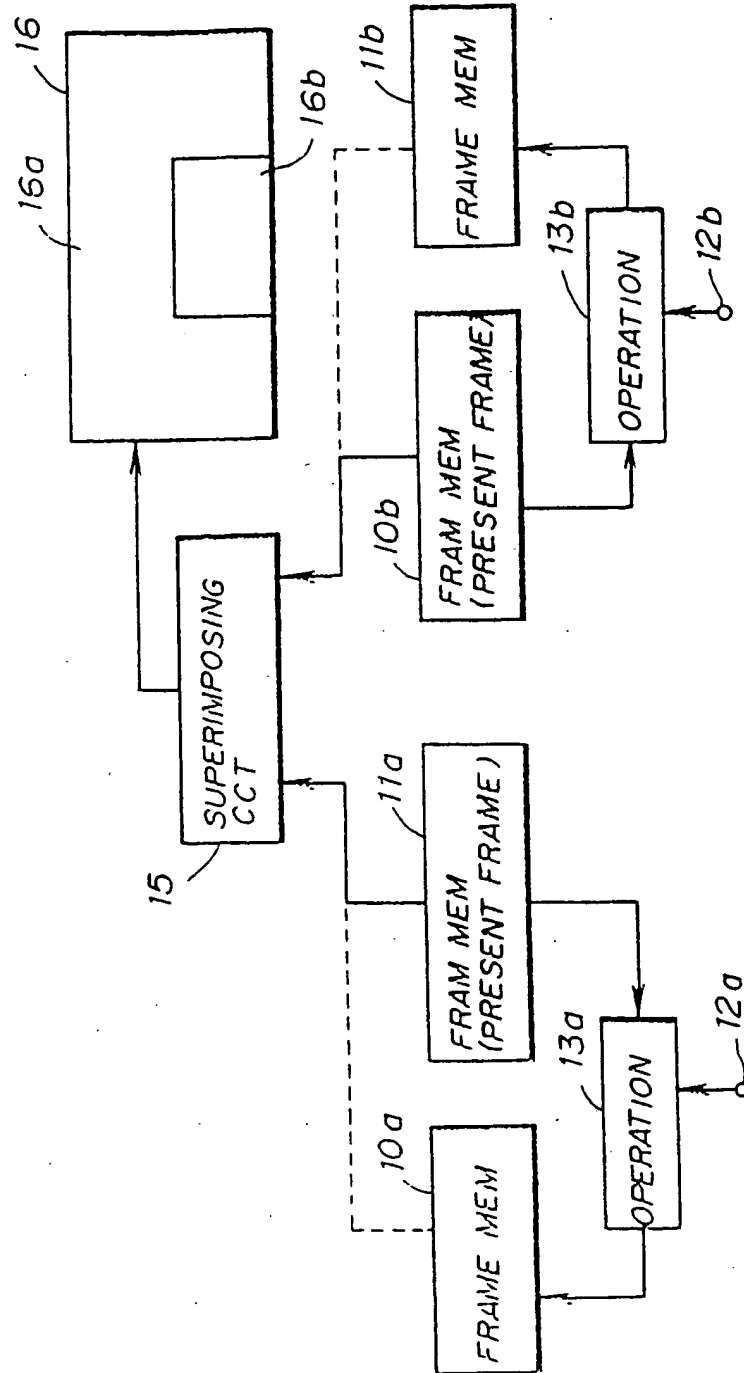 16a
16
16b
SUPERIMPOSING
CCT
15
10a
FRAME MEM
11a
FRAM MEM
(PRESENT FRAME)
10b
FRAM MEM
(PRESENT FRAME)
11b
FRAME MEM
13a
OPERATION
12a
13b
OPERATION
12b